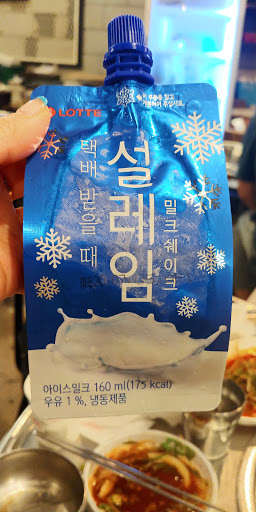 LOTTE
택배 받을 때
설레임
밀크쉐이크
아이스밀크 160 ml(175 kcal)
우유 1 %, 냉동제품